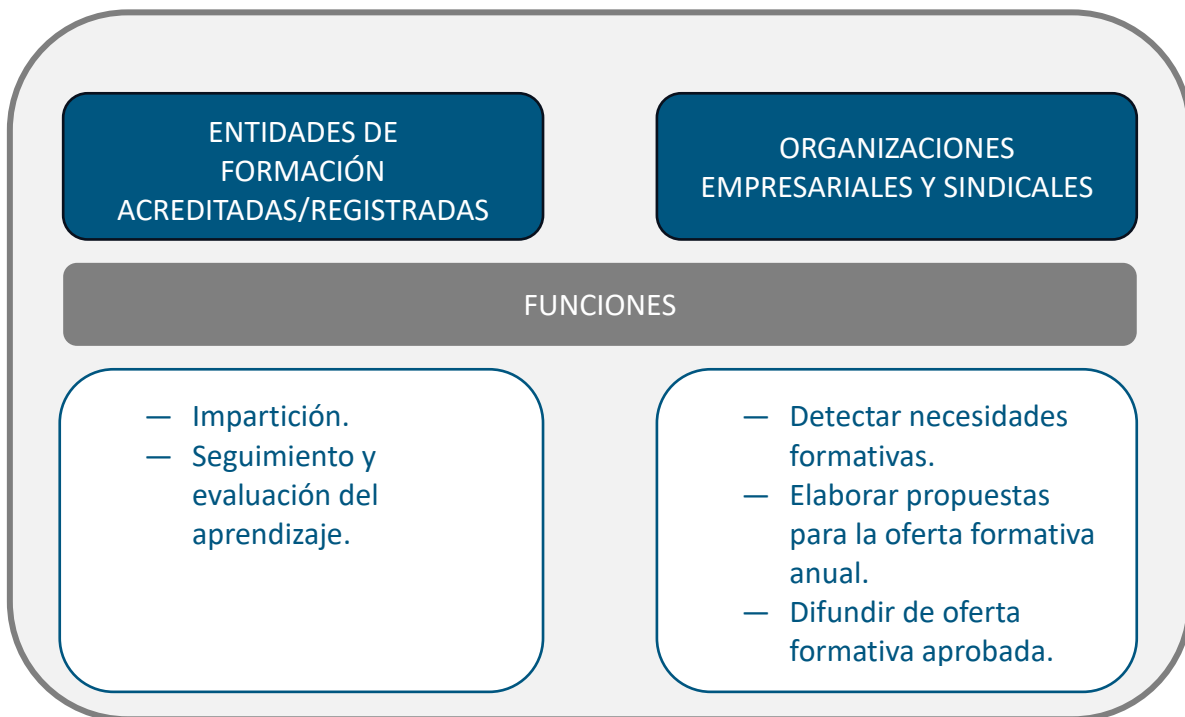 ENTIDADES DE
FORMACIÓN
ACREDITADAS/REGISTRADAS
ORGANIZACIONES
EMPRESARIALES Y SINDICALES
FUNCIONES
— Impartición.
— Seguimiento y
evaluación del
aprendizaje.
— Detectar necesidades
formativas.
— Elaborar propuestas
para la oferta formativa
anual.
— Difundir de oferta
formativa aprobada.